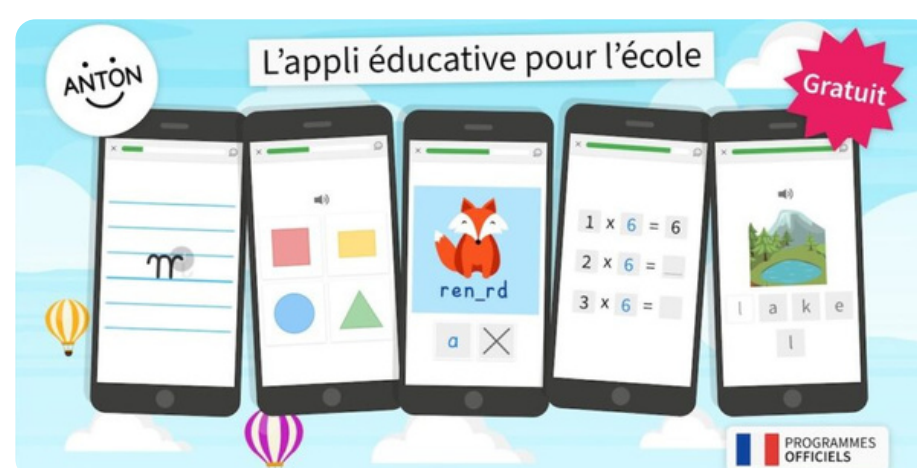 ANTON
L'appli éducative pour l'école
Gratuit
m
ren_rd
a
1 x 6 = 6
2 x 6 = _
3 x 6 =
l a k e
l
PROGRAMMES
OFFICIELS